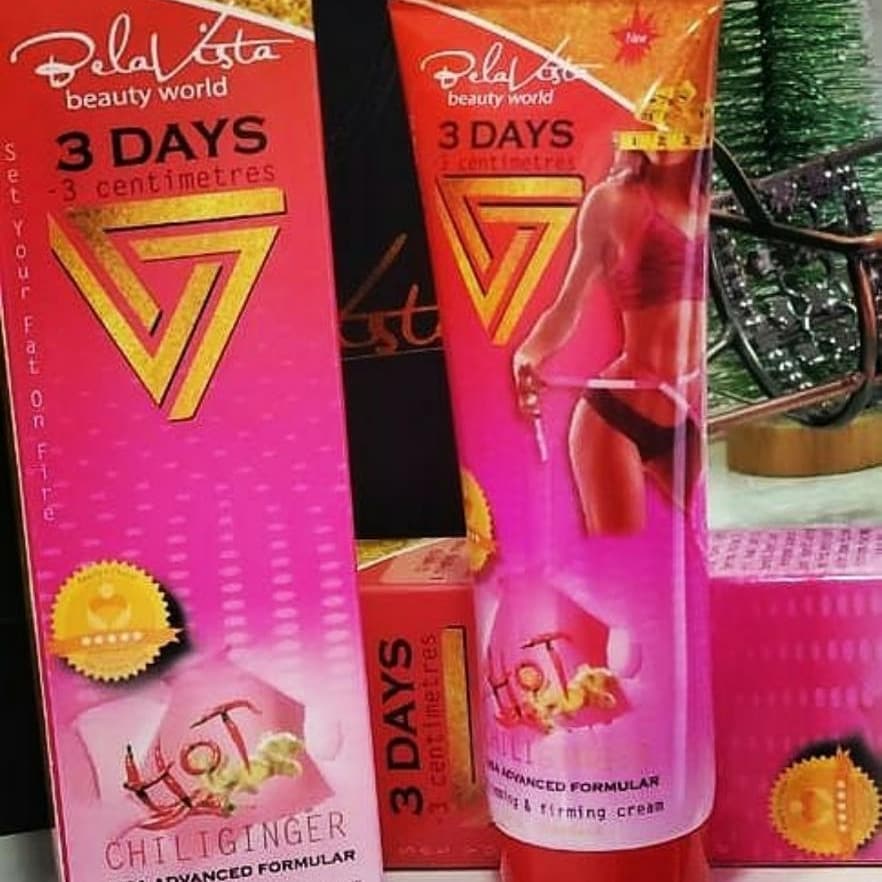 BelaVista
beauty world
3 DAYS
-3 centimetres
Set Your Fat On Fire
HOT
CHILIGINGER
ADVANCED FORMULAR
BelaVista
beauty world
New
3 DAYS
3 centimetres
HOT
CHILIGINGER
ADVANCED FORMULAR
& firming cream
3 DAYS
3 centimetres